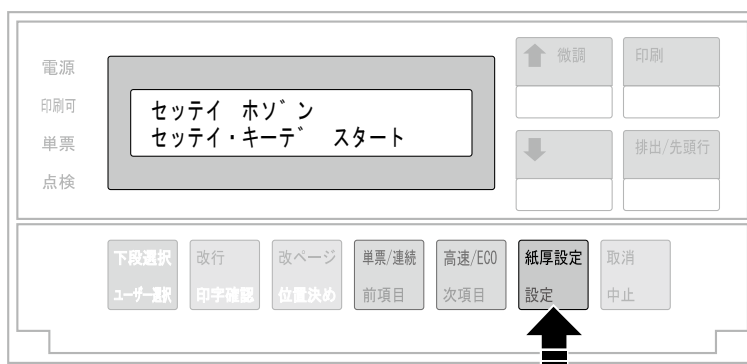 電源
印刷可
単票
点検
セッテイ ホゾン
セッテイ・キーデ スタート
微調
印刷
排出/先頭行
下段選択
ユーザー選択
改行
印字確認
改ページ
位置決め
単票/連続
前項目
高速/ECO
次項目
紙厚設定
設定
取消
中止